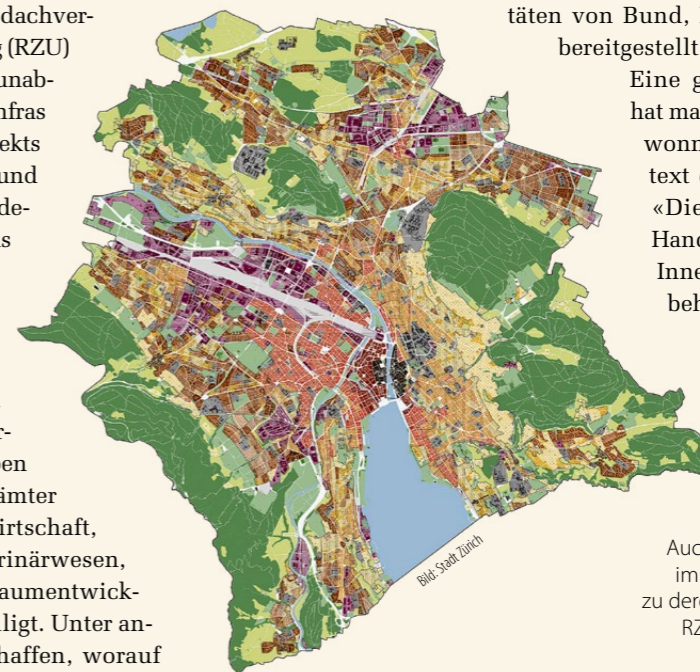 dachver-
g (RZU)
unab-
nfras
ekts
und
de-
s
r-
en
ämter
irtschaft,
rinärwesen,
aumentwick-
ligt. Unter an-
haffen, worauf
täten von Bund,
bereitgestellt
Eine g
hat ma
wonn
text
«Die
Hand
Inne
beh
Bild: Stadt Zürich
Auc
im
zu dere
RZ